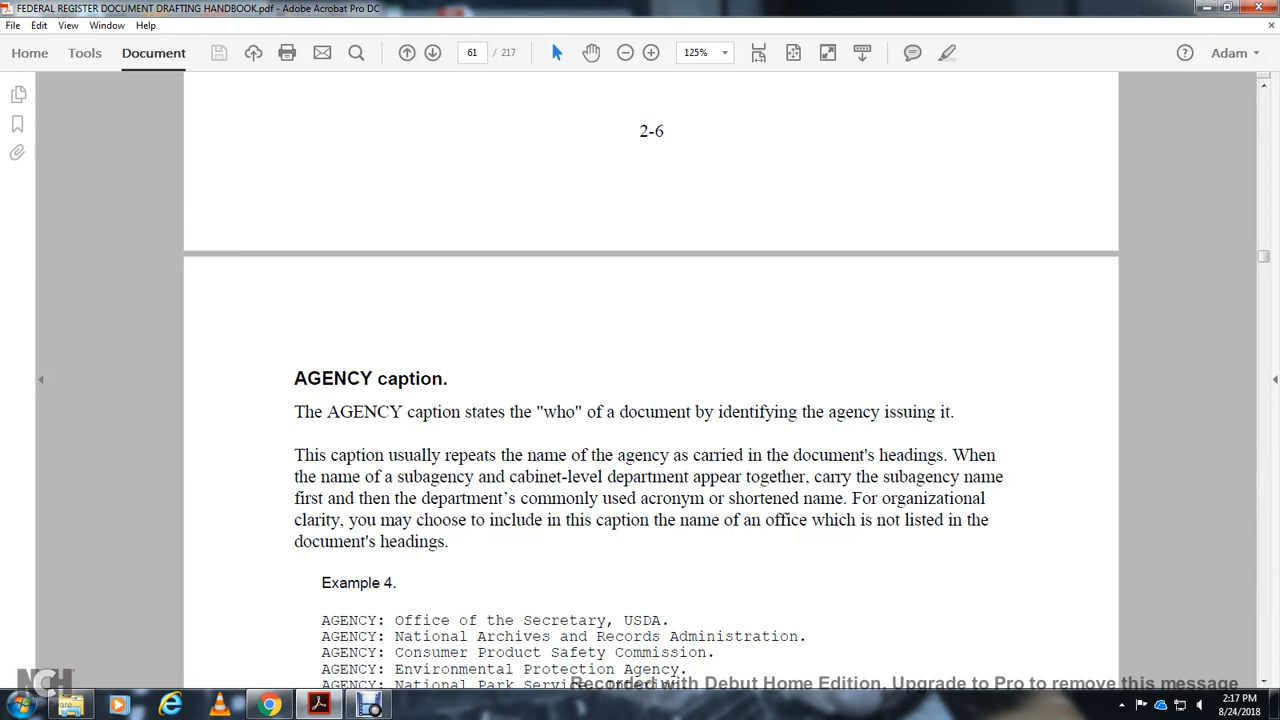 FEDERAL REGISTER DOCUMENT DRAFTING HANDBOOK.pdf - Adobe Acrobat Pro DC
File Edit View Window Help
Home Tools Document 61 / 217 125% Adam
2-6
AGENCY caption.
The AGENCY caption states the "who" of a document by identifying the agency issuing it.
This caption usually repeats the name of the agency as carried in the document's headings. When
the name of a subagency and cabinet-level department appear together, carry the subagency name
first and then the department’s commonly used acronym or shortened name. For organizational
clarity, you may choose to include in this caption the name of an office which is not listed in the
document's headings.
Example 4.
AGENCY: Office of the Secretary, USDA.
AGENCY: National Archives and Records Administration.
AGENCY: Consumer Product Safety Commission.
AGENCY: Environmental Protection Agency.
AGENCY: National Park Service,
Recorded with Debut Home Edition. Upgrade to Pro to remove this message
NCH
2:17 PM
8/24/2018